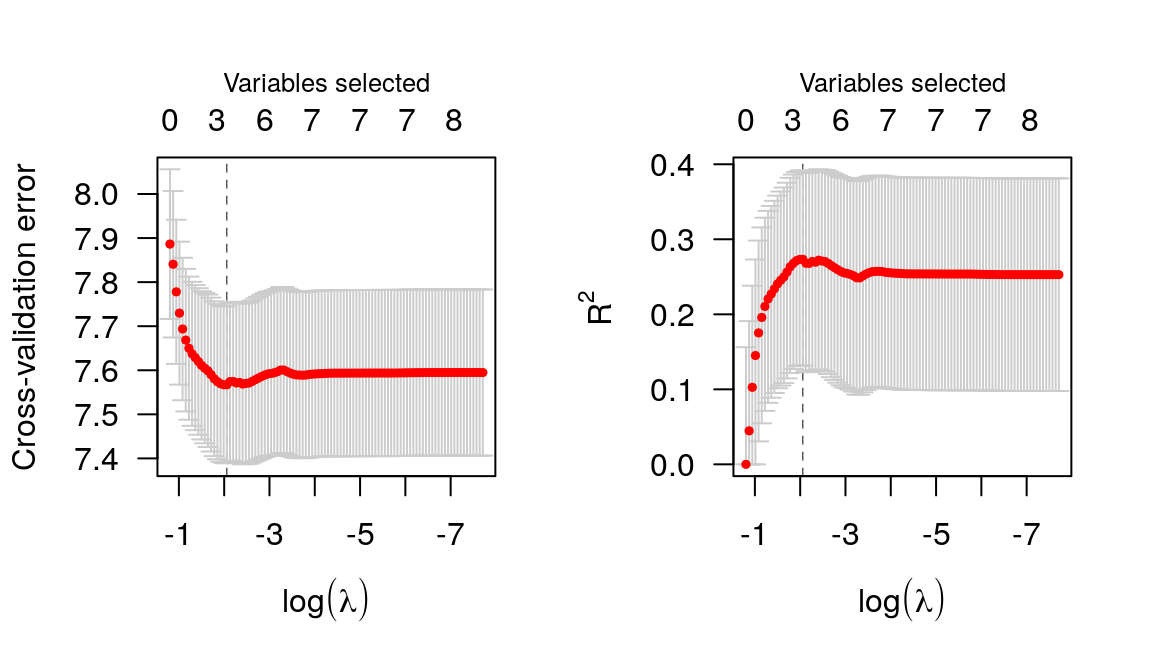 Variables selected
0 3 6 7 7 7 8
Cross-validation error
8.0
7.9
7.8
7.7
7.6
7.5
7.4
-1 -3 -5 -7
log(λ)
Variables selected
0 3 6 7 7 7 8
R²
0.4
0.3
0.2
0.1
0.0
-1 -3 -5 -7
log(λ)